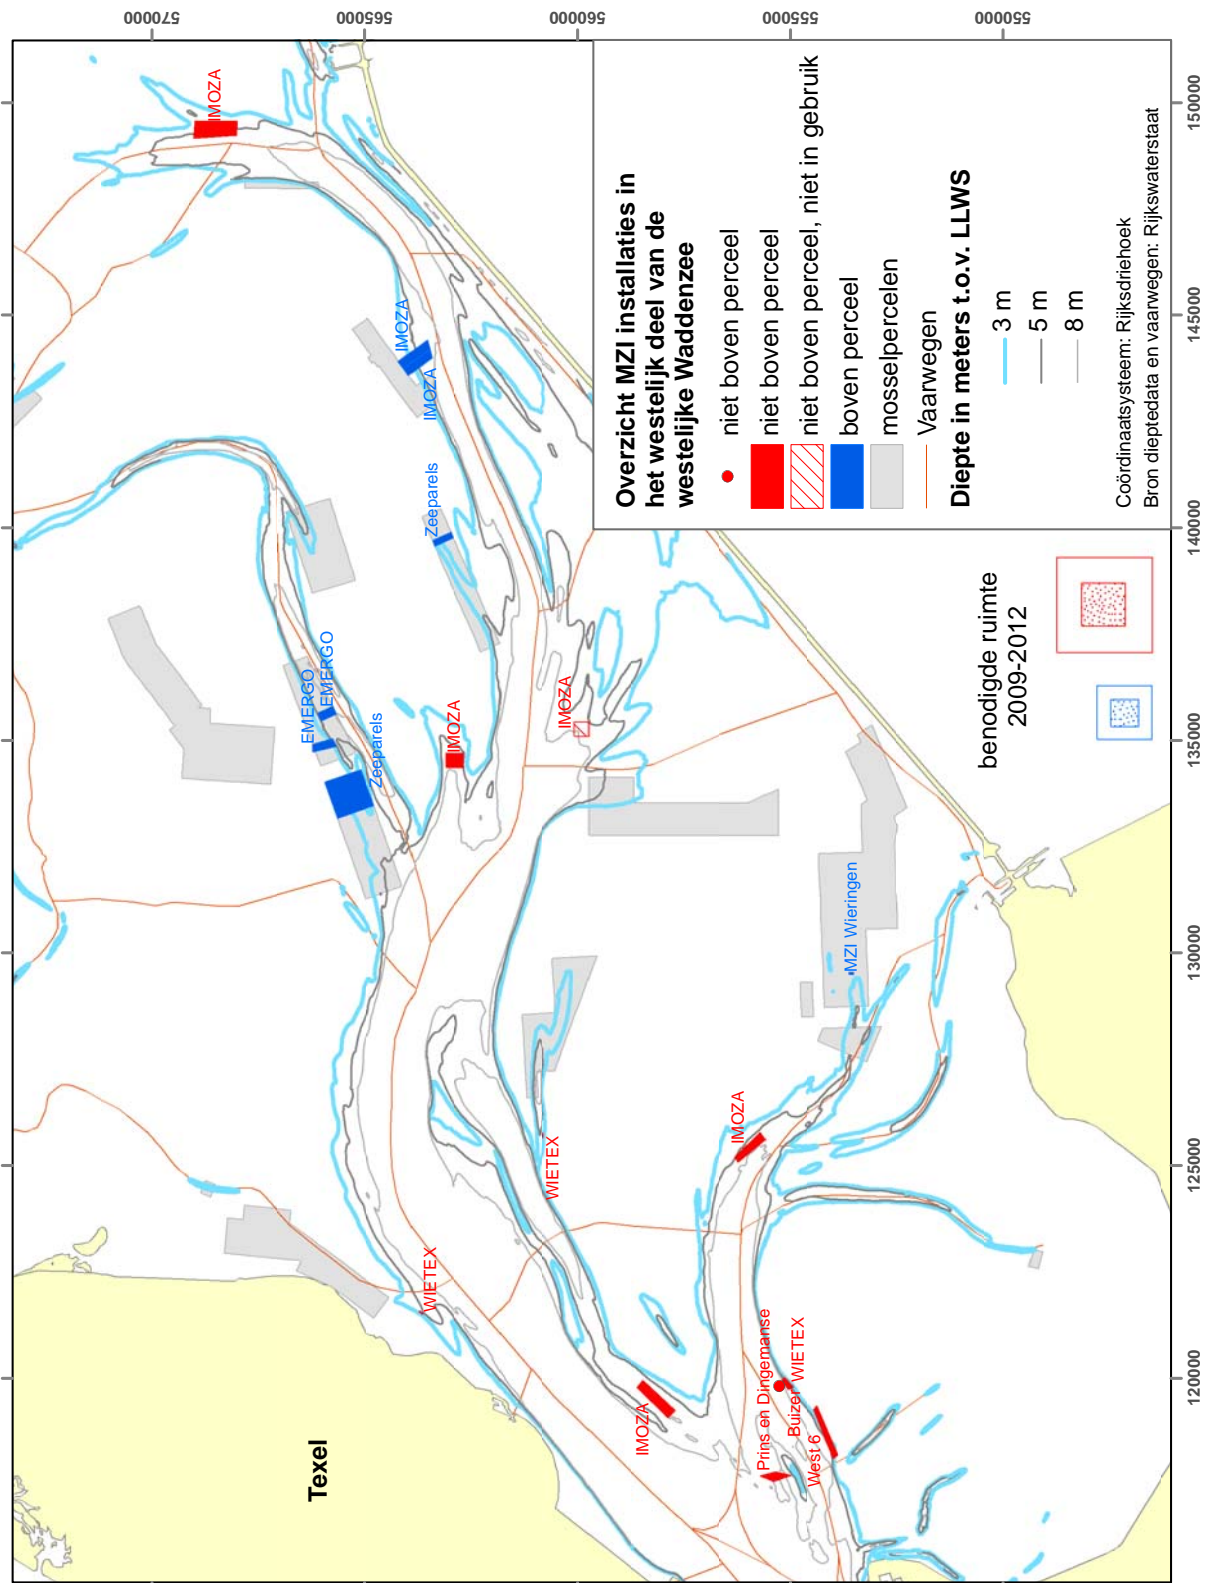 Overzicht MZI installaties in
het westelijk deel van de
westelijke Waddenzee
niet boven perceel
niet boven perceel
niet boven perceel, niet in gebruik
boven perceel
mosselpercelen
Vaarwegen
Diepte in meters t.o.v. LLWS
3 m
5 m
8 m
Coördinaatsysteem: Rijksdriehoek
Bron dieptedata en vaarwegen: Rijkswaterstaat
benodigde ruimte
2009-2012
Texel
IMOZA
IMOZA
IMOZA
Zeeparels
EMERGO
EMERGO
Zeeparels
IMOZA
IMOZA
MZI Wieringen
IMOZA
WIETEX
WIETEX
IMOZA
Prins en Dingemanse
Buizer WIETEX
West 6
570000
565000
560000
555000
550000
120000
125000
130000
135000
140000
145000
150000